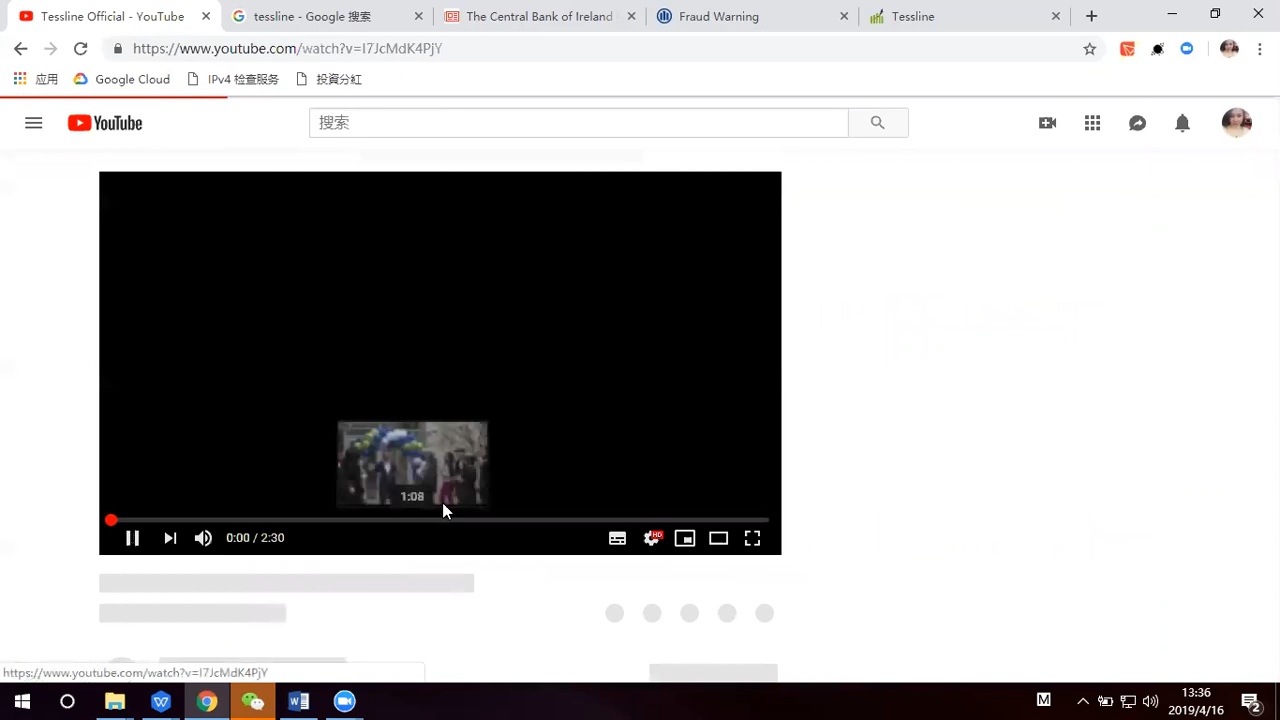 Tessline Official - YouTube
tessline - Google 搜索
The Central Bank of Ireland
Fraud Warning
Tessline
https://www.youtube.com/watch?v=I7JcMdK4PjY
应用
Google Cloud
IPv4 检查服务
投資分紅
YouTube
搜索
1:08
0:00 / 2:30
HD
https://www.youtube.com/watch?v=I7JcMdK4PjY
W
M
13:36
2019/4/16
2